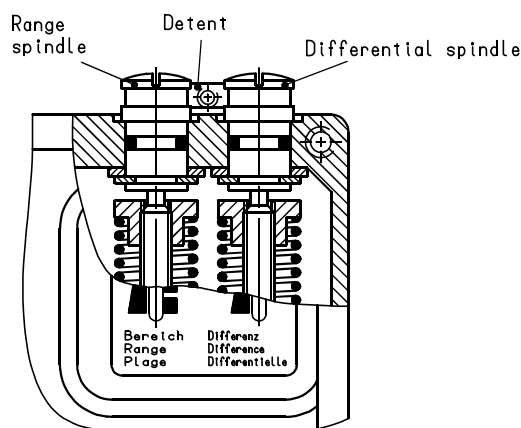 Range
spindle
Detent
Differential spindle
Bereich Differenz
Range Difference
Plage Differentielle